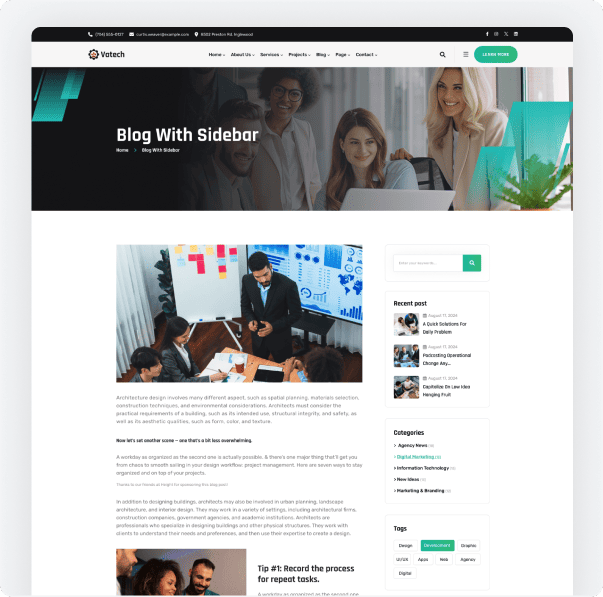 (704) 555-0127 curtis.weaver@example.com 6502 Preston Rd. Inglewood
Vatech Home About Us Services Projects Blog Page Contact LEARN MORE
Blog With Sidebar
Home > Blog With Sidebar
Enter your keywords...
Recent post
August 17, 2024
A Quick Solutions For
Daily Problem
August 17, 2024
Podcasting Operational
Change Any...
August 17, 2024
Capitalize On Low Idea
Hanging Fruit
Architecture design involves many different aspect, such as spatial planning, materials selection,
construction techniques, and environmental considerations. Architects must consider the
practical requirements of a building, such as its intended use, structural integrity, and safety, as
well as its aesthetic qualities, such as form, color, and texture.
Now let's set another scene – one that's a bit less overwhelming.
A workday as organized as the second one is actually possible. & there's one major thing that'll get you
from chaos to smooth sailing in your design workflow: project management. Here are seven ways to stay
organized and on top of your projects.
Thanks to our friends at Height for sponsoring this blog post!
In addition to designing buildings, architects may also be involved in urban planning, landscape
architecture, and interior design. They may work in a variety of settings, including architectural firms,
construction companies, government agencies, and academic institutions. Architects are
professionals who specialize in designing buildings and other physical structures. They work with
clients to understand their needs and preferences, and then use their expertise to create a design.
Categories
> Agency News
> Digital Marketing
> Information Technology
> New Ideas
> Marketing & Branding
Tags
Design Development Graphic
UI/UX Apps Web Agency
Digital
Tip #1: Record the process
for repeat tasks.
A workday as organized as the second one